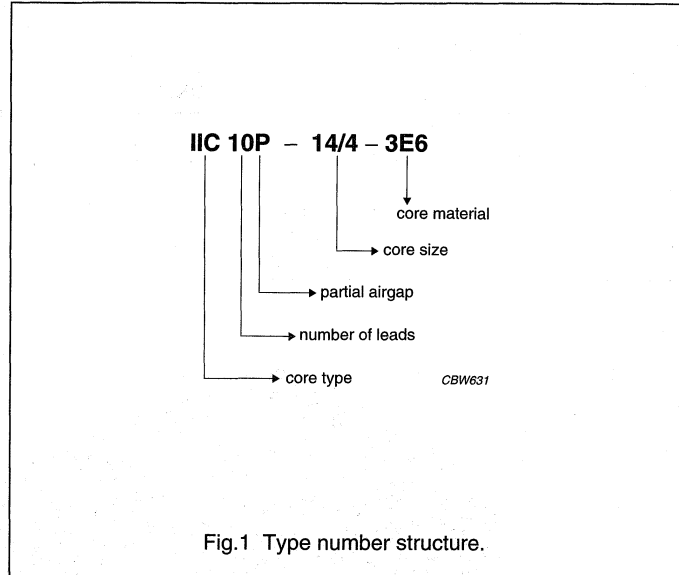 IIC 10P – 14/4 – 3E6
core material
core size
partial airgap
number of leads
core type
CBW631
Fig.1 Type number structure.